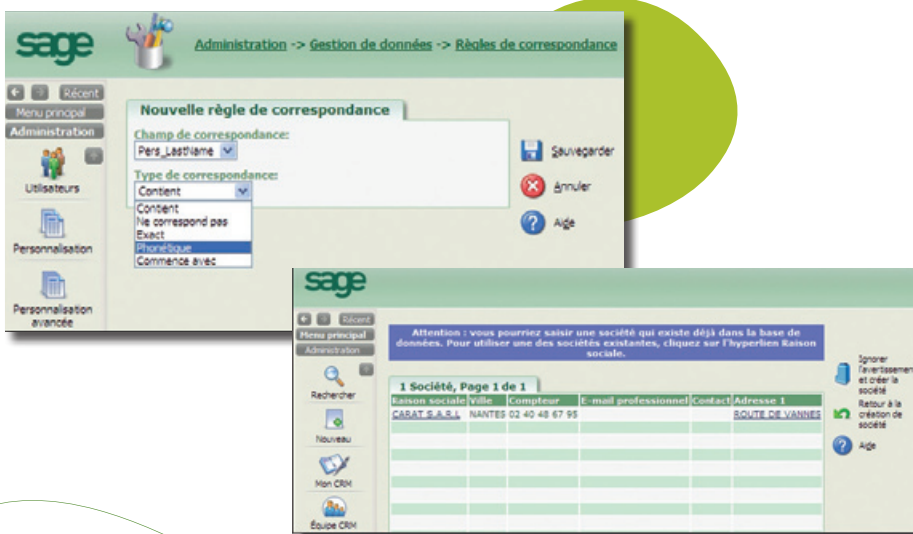 sage
Administration -> Gestion de données -> Règles de correspondance
Récent
Menu principal
Administration
Utilisateurs
Personnalisation
Personnalisation
avancée
Nouvelle règle de correspondance
Champ de correspondance:
Pers_LastName
Type de correspondance:
Contient
Contient
Ne correspond pas
Exact
Phonétique
Commence avec
Sauvegarder
Annuler
Aide
sage
Récent
Menu principal
Administration
Rechercher
Nouveau
Mon CRM
Équipe CRM
Attention : vous pourriez saisir une société qui existe déjà dans la base de
données. Pour utiliser une des sociétés existantes, cliquez sur l'hyperlien Raison
sociale.
1 Société, Page 1 de 1
Raison sociale Ville Compteur E-mail professionnel Contact Adresse 1
CARAT S.A.R.L NANTES 02 40 48 67 95 ROUTE DE VANNES
Ignorer
l'avertissement
et créer la
société
Retour à la
création de
société
Aide